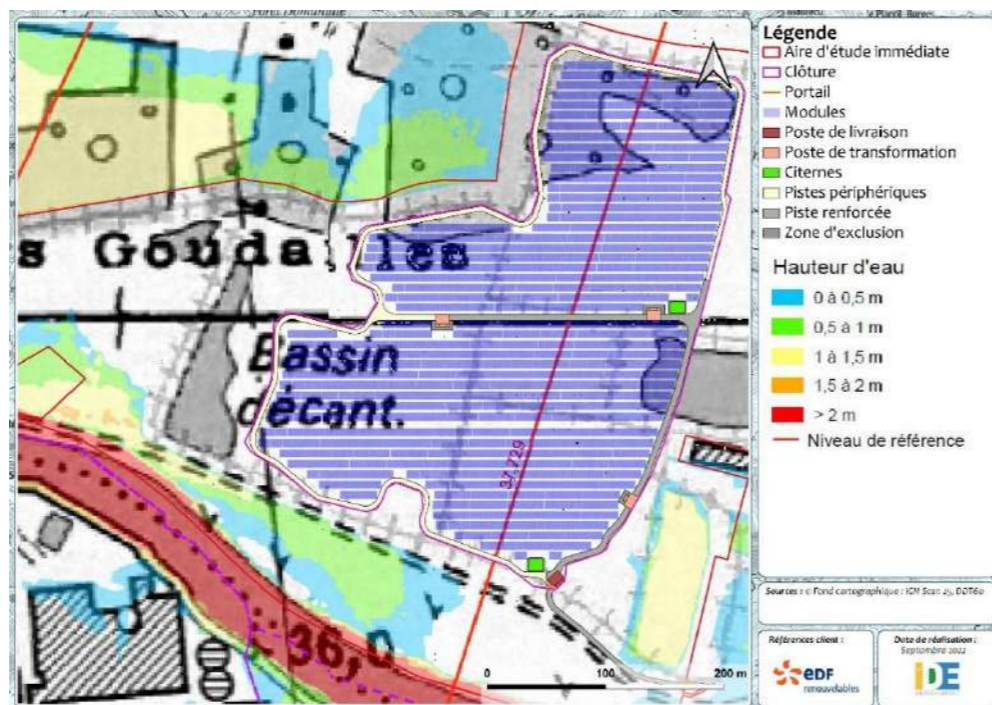 s Goudailles
Bassin
décant.
37.729
36,0
0 100 200 m
Légende
Aire d'étude immédiate
Clôture
Portail
Modules
Poste de livraison
Poste de transformation
Citernes
Pistes périphériques
Piste renforcée
Zone d'exclusion
Hauteur d'eau
0 à 0,5 m
0,5 à 1 m
1 à 1,5 m
1,5 à 2 m
> 2 m
Niveau de référence
Sources : © Fond cartographique : IGN Scan 25, DDT60
Références client :
edf
renouvelables
Date de réalisation :
Septembre 2022
IDE